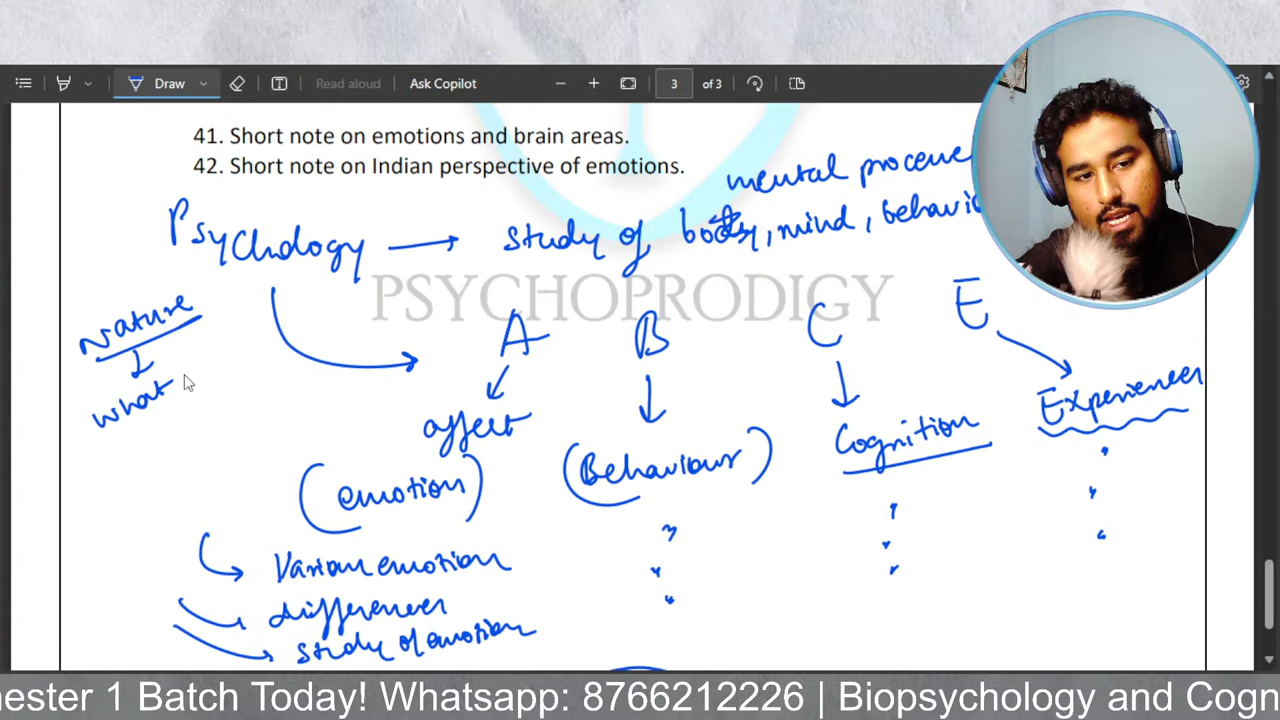 Draw
Read aloud
Ask Copilot
3 of 3
41. Short note on emotions and brain areas.
42. Short note on Indian perspective of emotions.
mental proce
Psychology → study of body, mind, behavio
PSYCHOPRODIGY
Nature
what
A B C E
affect
(emotion)
(Behaviour)
Cognition
Experiences
Various emotion
differences
study of emotion
ester 1 Batch Today! Whatsapp: 8766212226 | Biopsychology and Cogn